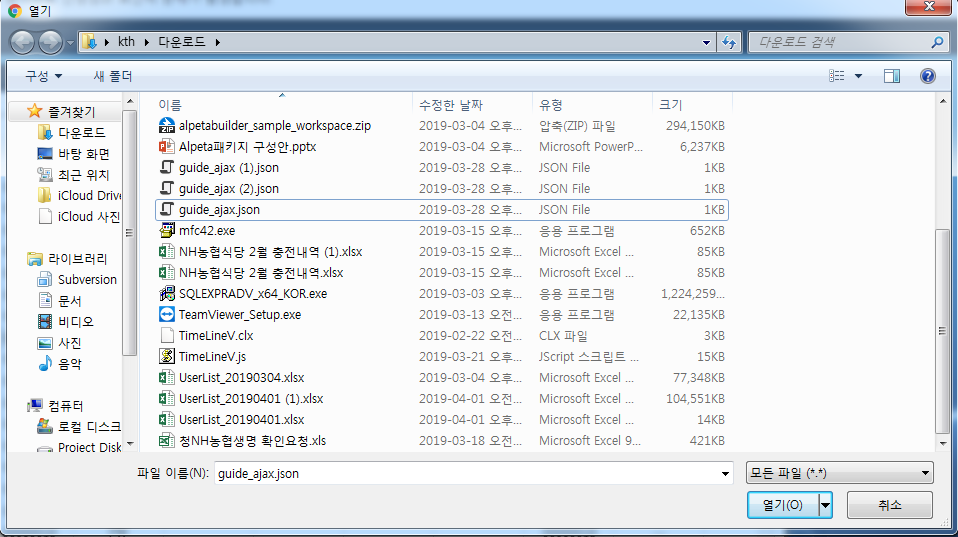 열기
kth 다운로드
다운로드 검색
구성 새 폴더
즐겨찾기
다운로드
바탕 화면
최근 위치
iCloud Drive
iCloud 사진
라이브러리
Subversion
문서
비디오
사진
음악
컴퓨터
로컬 디스크
Project Disk
이름 수정한 날짜 유형 크기
alpetabuilder_sample_workspace.zip 2019-03-04 오후... 압축(ZIP) 파일 294,150KB
Alpeta패키지 구성안.pptx 2019-03-04 오후... Microsoft PowerP... 6,237KB
guide_ajax (1).json 2019-03-28 오후... JSON File 1KB
guide_ajax (2).json 2019-03-28 오후... JSON File 1KB
guide_ajax.json 2019-03-28 오후... JSON File 1KB
mfc42.exe 2019-03-15 오후... 응용 프로그램 652KB
NH농협식당 2월 충전내역 (1).xlsx 2019-03-15 오후... Microsoft Excel ... 85KB
NH농협식당 2월 충전내역.xlsx 2019-03-15 오후... Microsoft Excel ... 85KB
SQLEXPRADV_x64_KOR.exe 2019-03-03 오후... 응용 프로그램 1,224,259...
TeamViewer_Setup.exe 2019-03-13 오전... 응용 프로그램 22,135KB
TimeLineV.clx 2019-02-22 오전... CLX 파일 3KB
TimeLineV.js 2019-03-21 오후... JScript 스크립트 ... 15KB
UserList_20190304.xlsx 2019-03-04 오후... Microsoft Excel ... 77,348KB
UserList_20190401 (1).xlsx 2019-04-01 오후... Microsoft Excel ... 104,551KB
UserList_20190401.xlsx 2019-04-01 오후... Microsoft Excel ... 14KB
청NH농협생명 확인요청.xls 2019-03-18 오전... Microsoft Excel 9... 421KB
파일 이름(N): guide_ajax.json 모든 파일 (*.*)
열기(O) 취소